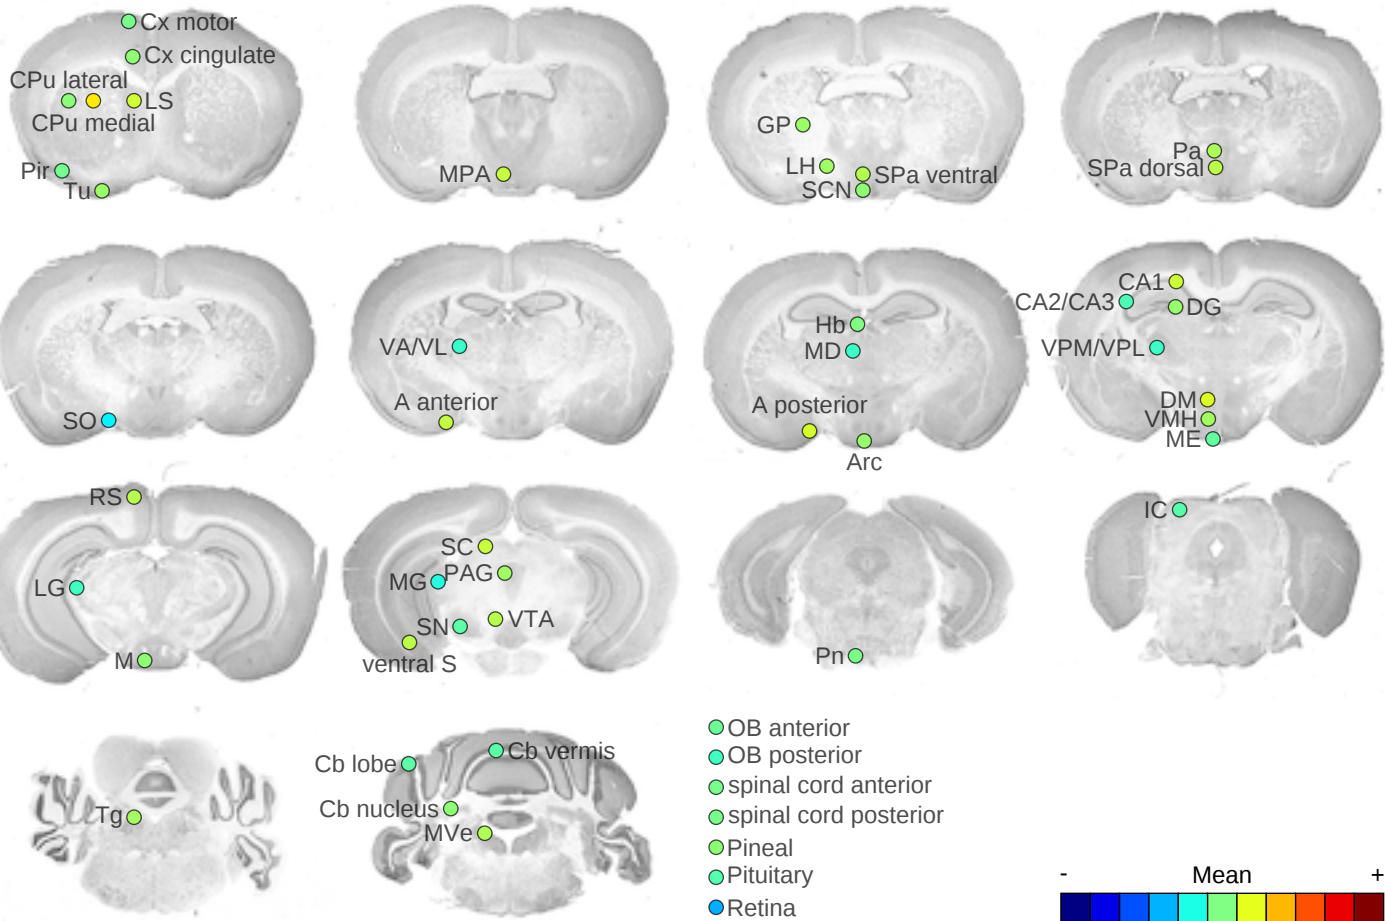 Cx motor
Cx cingulate
CPu lateral
LS
CPu medial
Pir
Tu
MPA
GP
LH
SPa ventral
SCN
Pa
SPa dorsal
SO
VA/VL
A anterior
Hb
MD
A posterior
Arc
CA1
CA2/CA3
DG
VPM/VPL
DM
VMH
ME
RS
LG
M
SC
MG
PAG
SN
VTA
ventral S
Pn
IC
Tg
Cb lobe
Cb vermis
Cb nucleus
MVe
OB anterior
OB posterior
spinal cord anterior
spinal cord posterior
Pineal
Pituitary
Retina
- Mean +